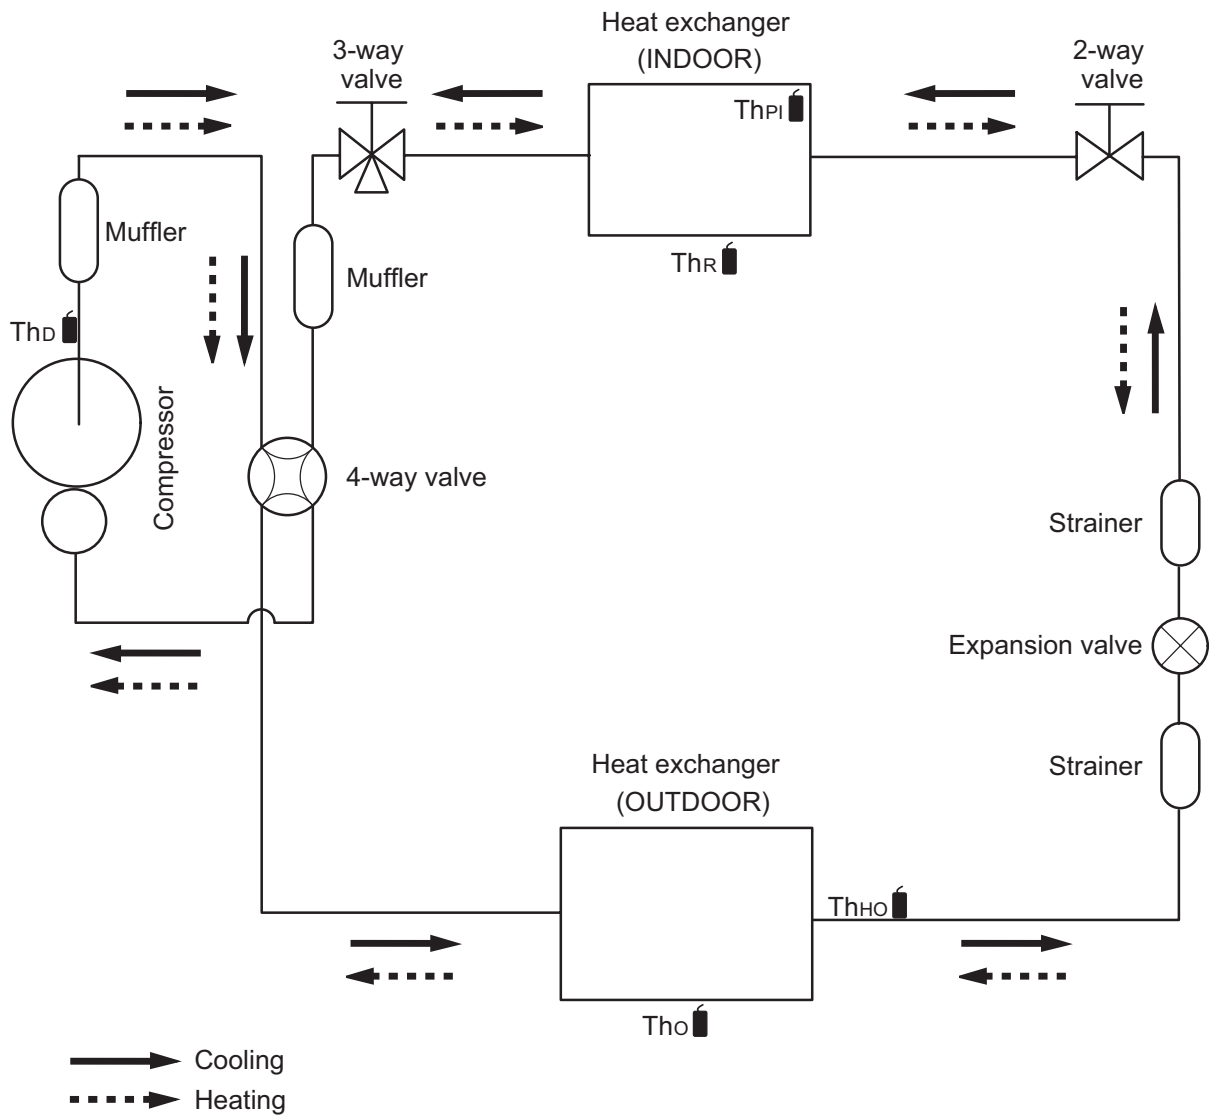 Heat exchanger
(INDOOR)
3-way
valve
2-way
valve
ThPI
Muffler
ThR
Muffler
ThD
Compressor
4-way valve
Strainer
Expansion valve
Heat exchanger
(OUTDOOR)
Strainer
ThHO
ThO
Cooling
Heating